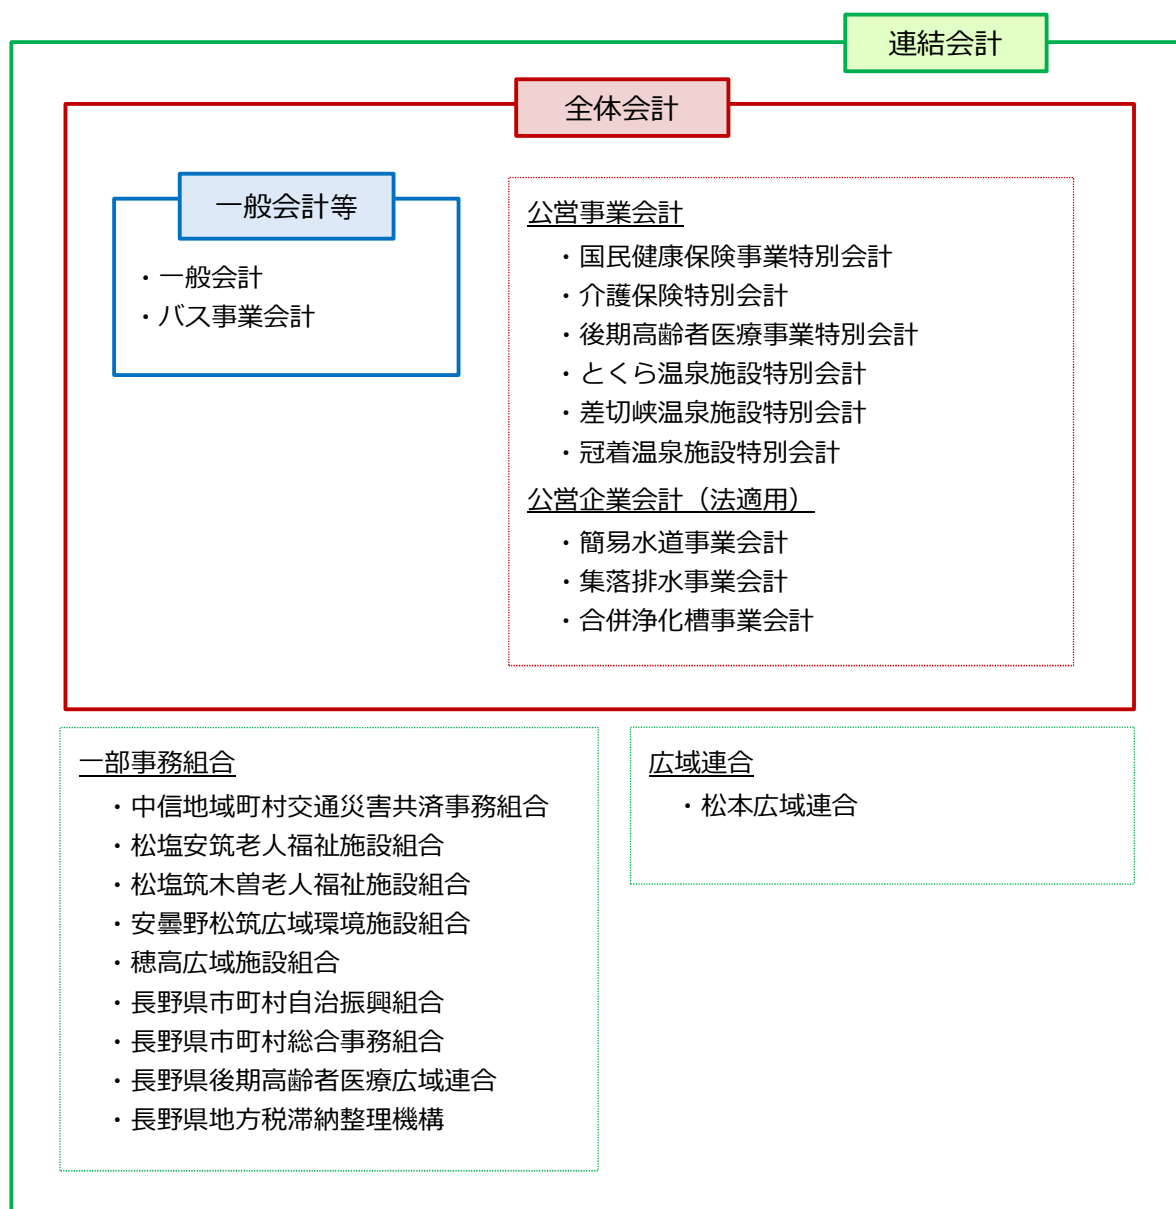 連結会計
全体会計
一般会計等
・一般会計
・バス事業会計
公営事業会計
・国民健康保険事業特別会計
・介護保険特別会計
・後期高齢者医療事業特別会計
・とくら温泉施設特別会計
・差切峡温泉施設特別会計
・冠着温泉施設特別会計
公営企業会計（法適用）
・簡易水道事業会計
・集落排水事業会計
・合併浄化槽事業会計
一部事務組合
・中信地域町村交通災害共済事務組合
・松塩安筑老人福祉施設組合
・松塩筑木曽老人福祉施設組合
・安曇野松筑広域環境施設組合
・穂高広域施設組合
・長野県市町村自治振興組合
・長野県市町村総合事務組合
・長野県後期高齢者医療広域連合
・長野県地方税滞納整理機構
広域連合
・松本広域連合